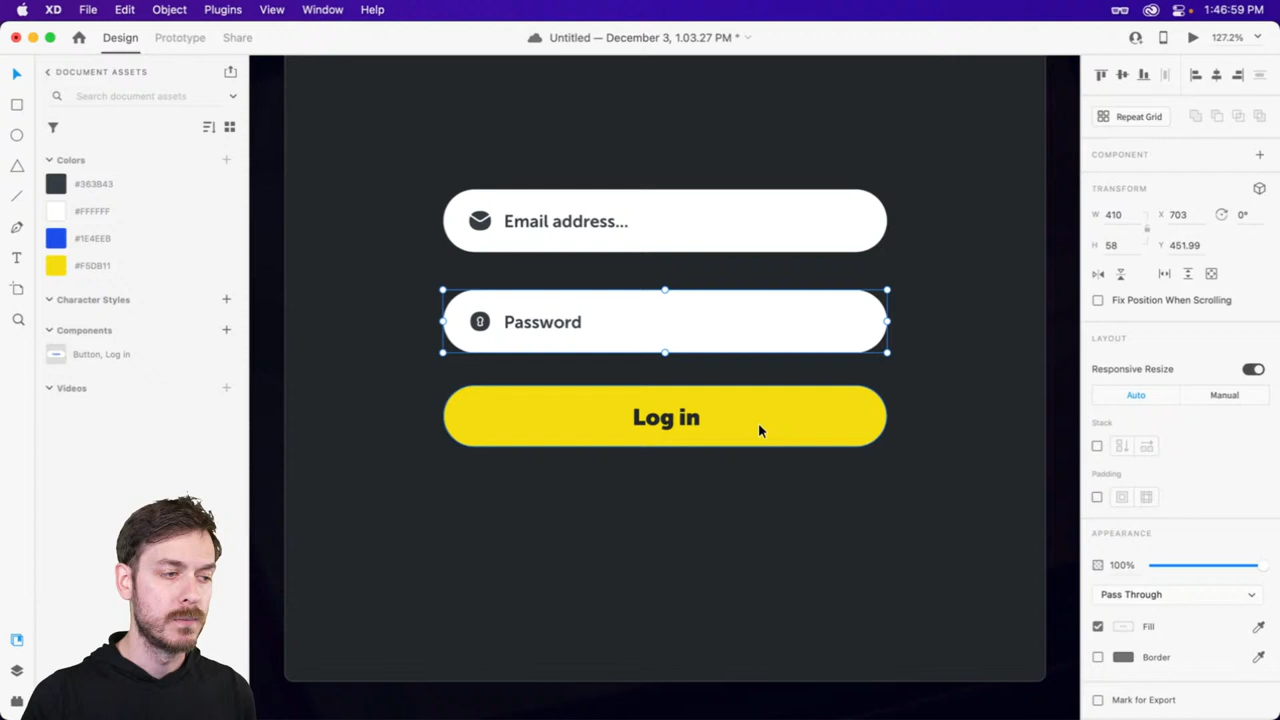 XD File Edit Object Plugins View Window Help 1:46:59 PM
Design Prototype Share Untitled — December 3, 1.03.27 PM * 127.2%
DOCUMENT ASSETS
Search document assets
Colors
#363B43
#FFFFFF
#1E4EEB
#F5DB11
Character Styles
Components
Button, Log in
Videos
Email address...
Password
Log in
Repeat Grid
COMPONENT
TRANSFORM
W 410 X 703 0°
H 58 Y 451.99
Fix Position When Scrolling
LAYOUT
Responsive Resize
Auto Manual
Stack
Padding
APPEARANCE
100%
Pass Through
Fill
Border
Mark for Export